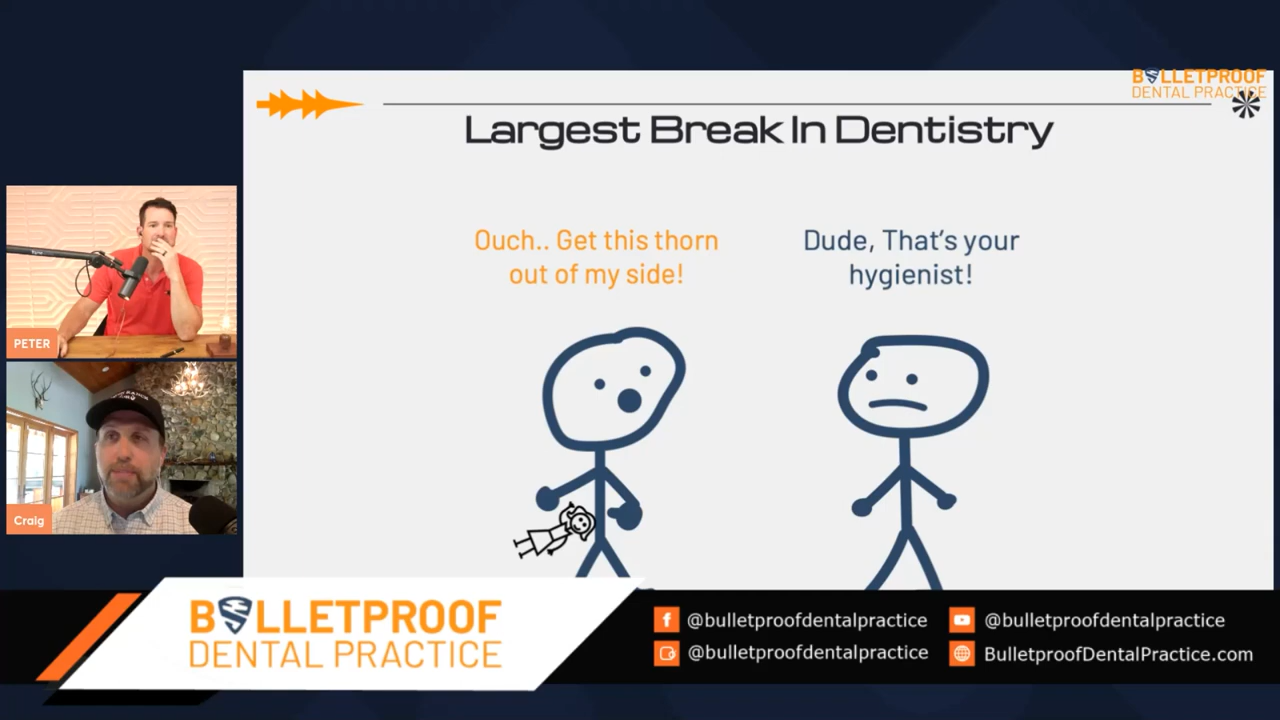 BULLETPROOF
DENTAL PRACTICE
Largest Break In Dentistry
Ouch.. Get this thorn
out of my side!
Dude, That's your
hygienist!
PETER
Craig
BULLETPROOF
DENTAL PRACTICE
@bulletproofdentalpractice
@bulletproofdentalpractice
@bulletproofdentalpractice
BulletproofDentalPractice.com